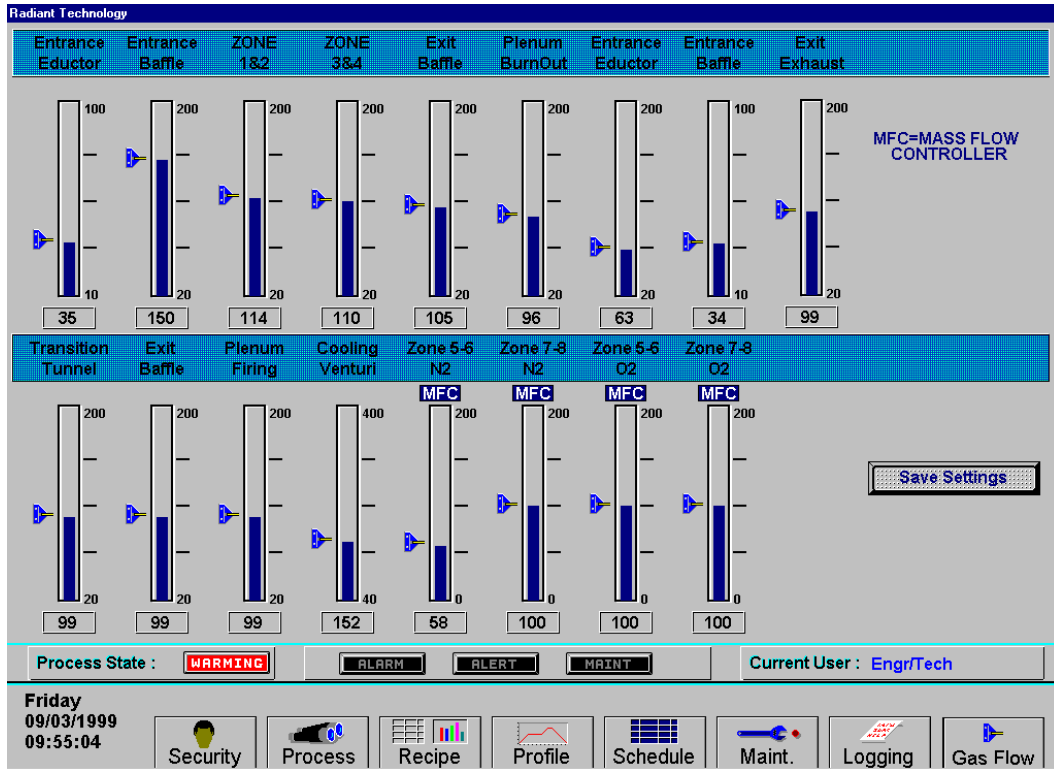 Radiant Technology
Entrance Entrance ZONE ZONE Exit Plenum Entrance Entrance Exit
Eductor Baffle 1&2 3&4 Baffle BurnOut Eductor Baffle Exhaust
100 200 200 200 200 200 200 100 200
MFC=MASS FLOW
CONTROLLER
10 20 20 20 20 20 20 10 20
35 150 114 110 105 96 63 34 99
Transition Exit Plenum Cooling Zone 5-6 Zone 7-8 Zone 5-6 Zone 7-8
Tunnel Baffle Firing Venturi N2 N2 O2 O2
MFC MFC MFC MFC
200 200 200 400 200 200 200 200
Save Settings
20 20 20 40 0 0 0 0
99 99 99 152 58 100 100 100
Process State : WARMING ALARM ALERT MAINT Current User : Engr/Tech
Friday
09/03/1999
09:55:04
Security Process Recipe Profile Schedule Maint. Logging Gas Flow